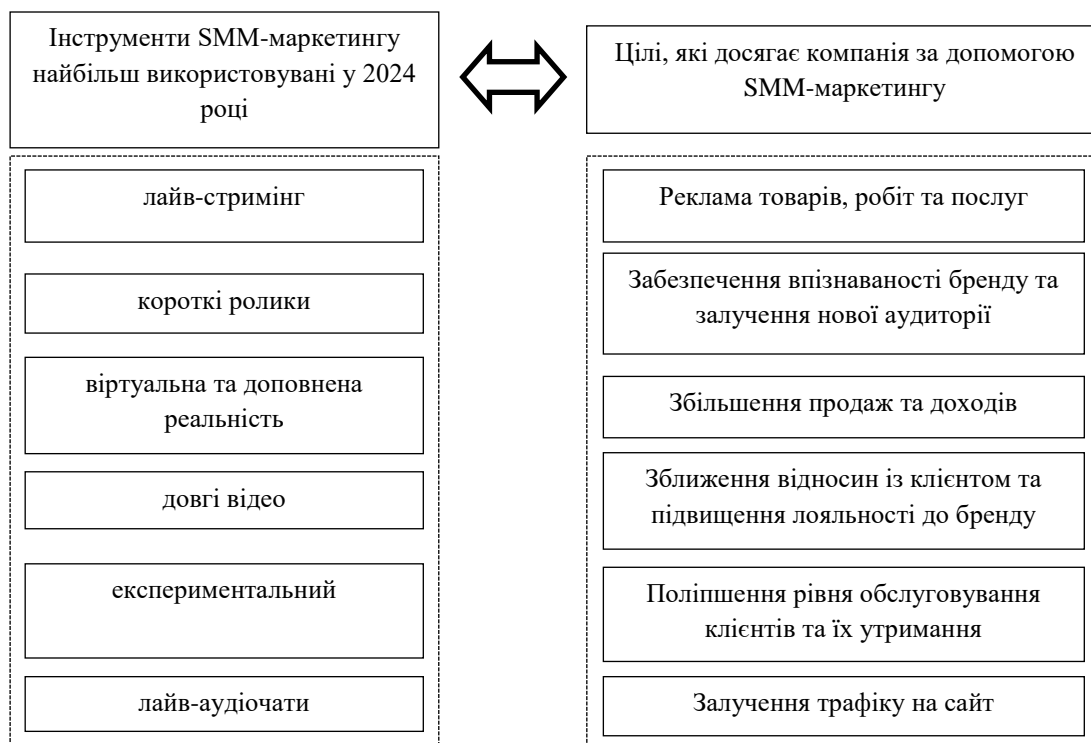 Інструменти SMM-маркетингу
найбільш використовувані у 2024
році
Цілі, які досягає компанія за допомогою
SMM-маркетингу
лайв-стримінг
короткі ролики
віртуальна та доповнена
реальність
довгі відео
експериментальний
лайв-аудіочати
Реклама товарів, робіт та послуг
Забезпечення впізнаваності бренду та
залучення нової аудиторії
Збільшення продаж та доходів
Зближення відносин із клієнтом та
підвищення лояльності до бренду
Поліпшення рівня обслуговування
клієнтів та їх утримання
Залучення трафіку на сайт